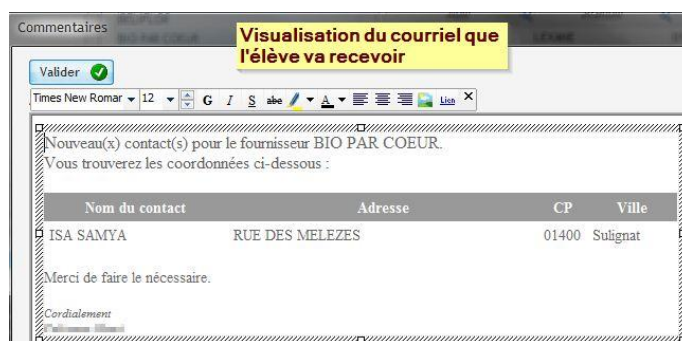 Commentaires
Visualisation du courriel que
l'élève va recevoir
Valider
Times New Romar 12 G I S abe A Lien X
Nouveau(x) contact(s) pour le fournisseur BIO PAR COEUR.
Vous trouverez les coordonnées ci-dessous :
Nom du contact Adresse CP Ville
ISA SAMYA RUE DES MELEZES 01400 Sulignat
Merci de faire le nécessaire.
Cordialement